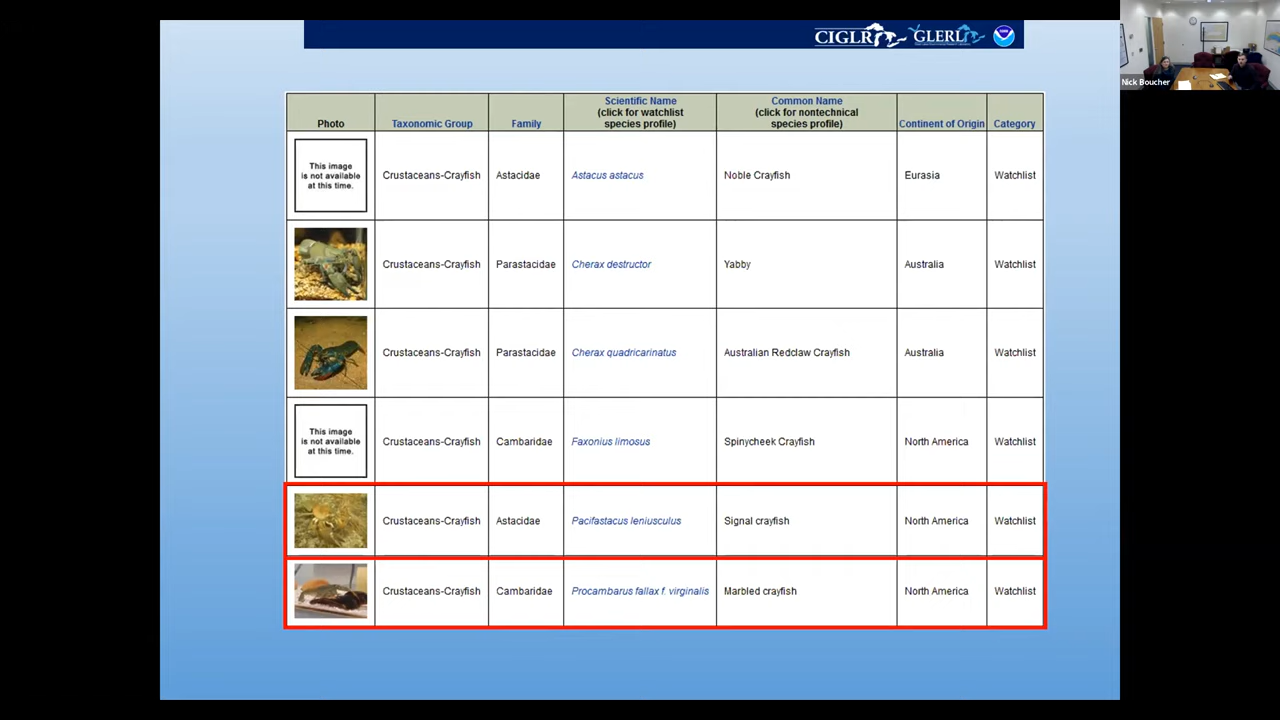 CIGLR GLERL
Nick Boucher
Photo Taxonomic Group Family Scientific Name (click for watchlist species profile) Common Name (click for nontechnical species profile) Continent of Origin Category
This image is not available at this time. Crustaceans-Crayfish Astacidae Astacus astacus Noble Crayfish Eurasia Watchlist
Crustaceans-Crayfish Parastacidae Cherax destructor Yabby Australia Watchlist
Crustaceans-Crayfish Parastacidae Cherax quadricarinatus Australian Redclaw Crayfish Australia Watchlist
This image is not available at this time. Crustaceans-Crayfish Cambaridae Faxonius limosus Spinycheek Crayfish North America Watchlist
Crustaceans-Crayfish Astacidae Pacifastacus leniusculus Signal crayfish North America Watchlist
Crustaceans-Crayfish Cambaridae Procambarus fallax f. virginalis Marbled crayfish North America Watchlist